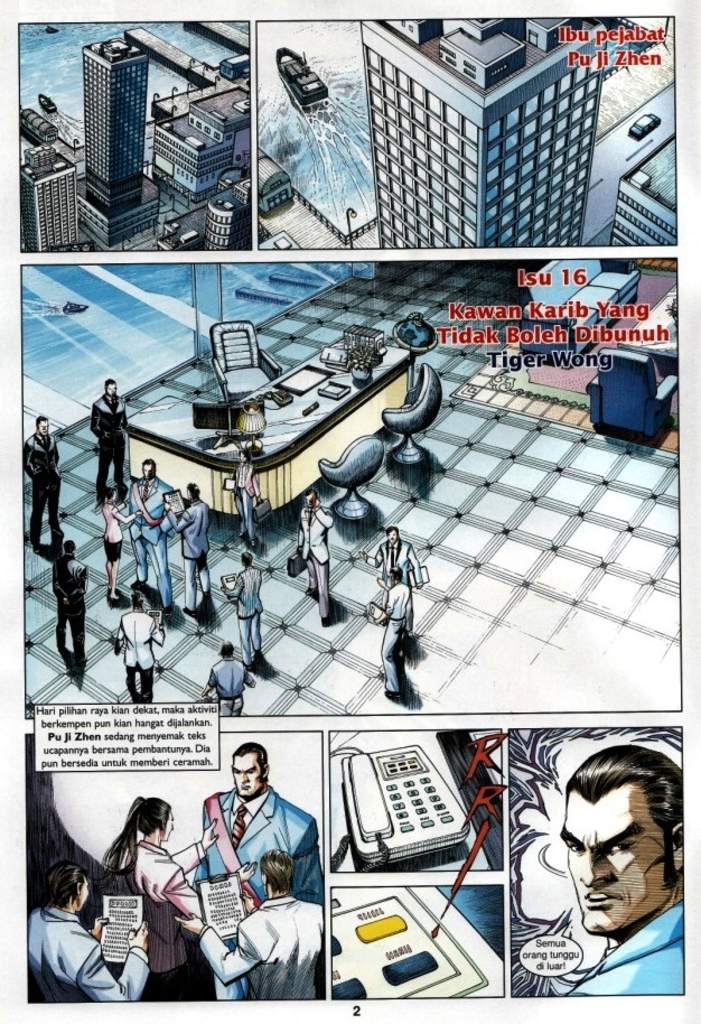 Ibu pejabat
Pu Ji Zhen
Isu 16
Kawan Karib Yang
Tidak Boleh Dibunuh
Tiger Wong
Hari pilihan raya kian dekat, maka aktiviti
berkempen pun kian hangat dijalankan.
Pu Ji Zhen sedang menyemak teks
ucapannya bersama pembantunya. Dia
pun bersedia untuk memberi ceramah.
RRRI
Semua
orang tunggu
di luar!
2